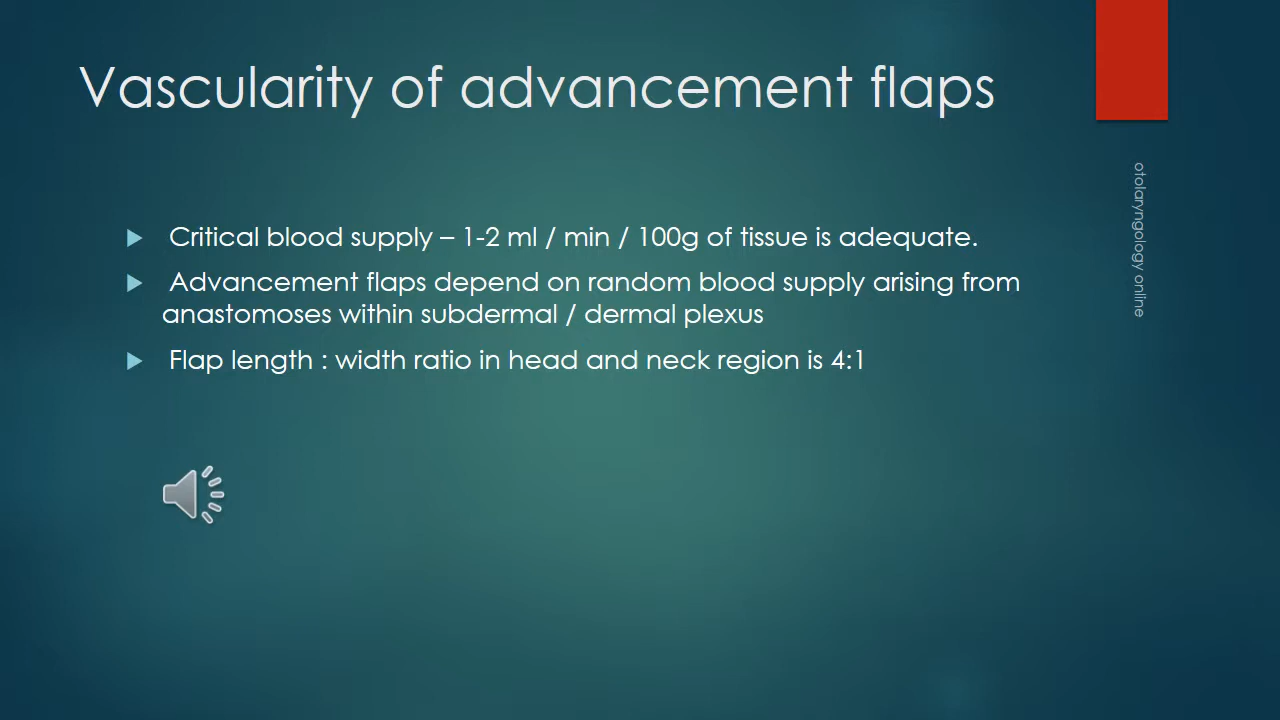 Vascularity of advancement flaps
Critical blood supply – 1-2 ml / min / 100g of tissue is adequate.
Advancement flaps depend on random blood supply arising from
anastomoses within subdermal / dermal plexus
Flap length : width ratio in head and neck region is 4:1
otolaryngology online